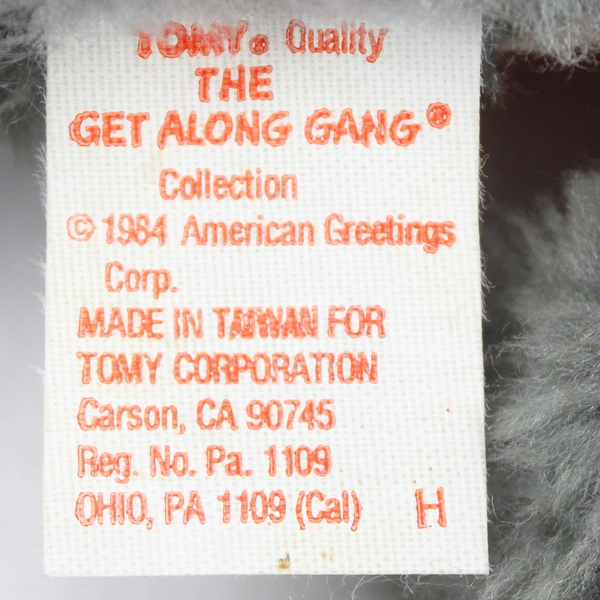 TOMY® Quality
THE
GET ALONG GANG®
Collection
© 1984 American Greetings
Corp.
MADE IN TAIWAN FOR
TOMY CORPORATION
Carson, CA 90745
Reg. No. Pa. 1109
OHIO, PA 1109 (Cal) H